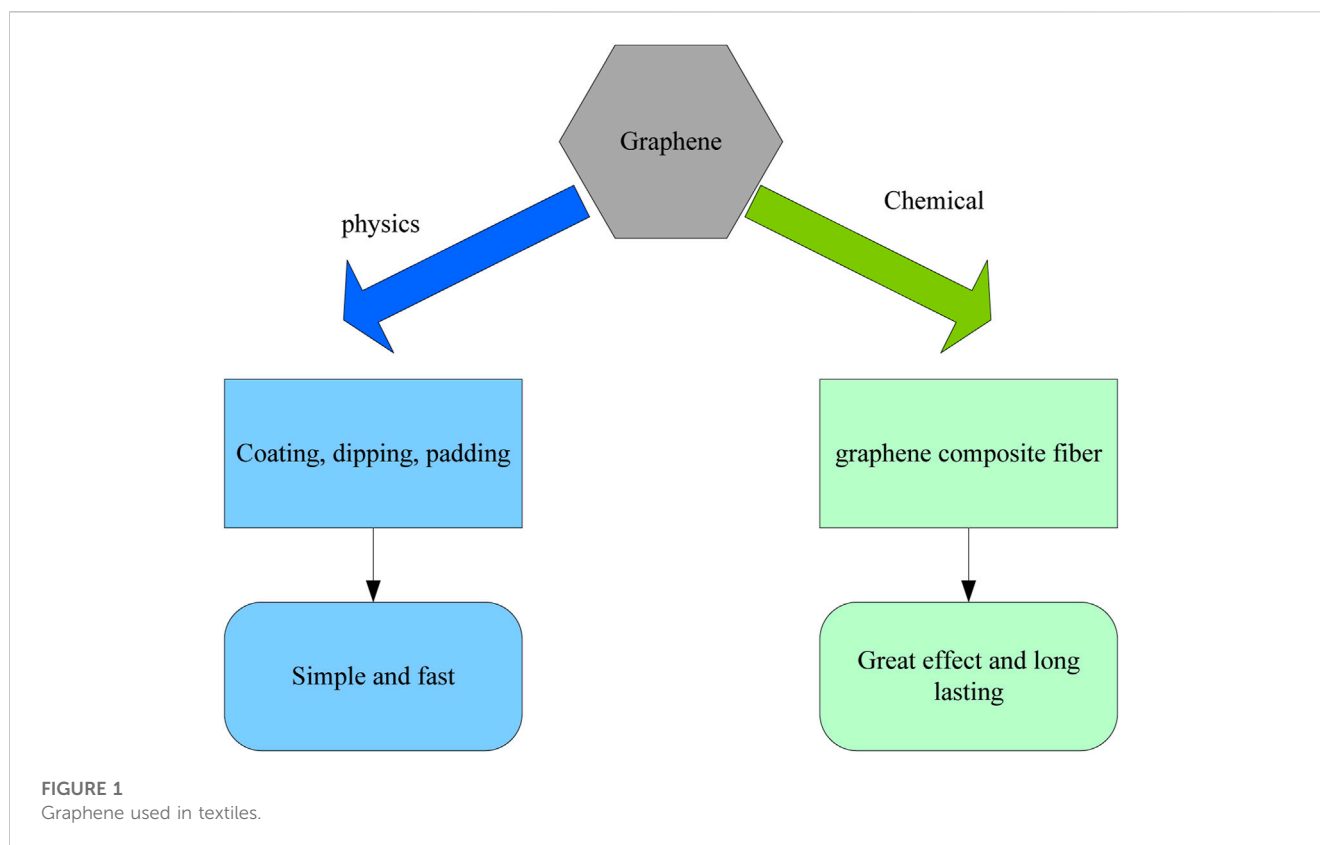 Graphene
physics
Chemical
Coating, dipping, padding
graphene composite fiber
Simple and fast
Great effect and long
lasting
FIGURE 1
Graphene used in textiles.